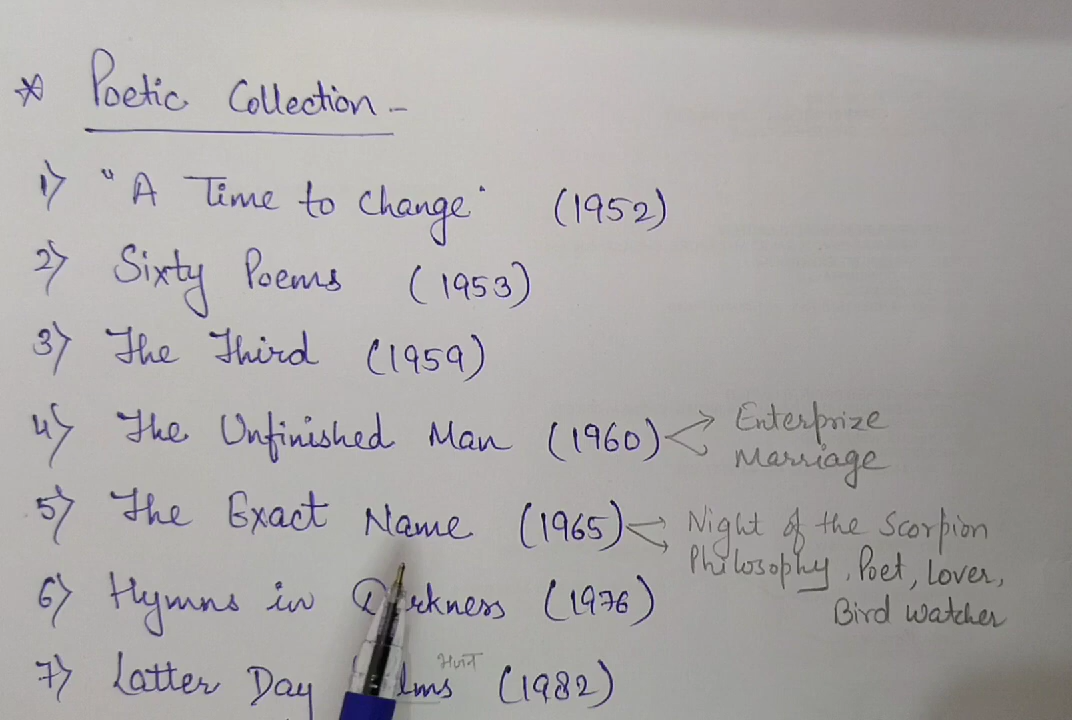 * Poetic Collection -
1) "A Time to change" (1952)
2) Sixty Poems (1953)
3) The Third (1959)
4) The Unfinished Man (1960) Enterprize
Marriage
5) The Exact Name (1965) Night of the Scorpion
Philosophy, Poet, Lover,
Bird watcher
6) Hymns in Darkness (1976)
7) Latter Day (1982)